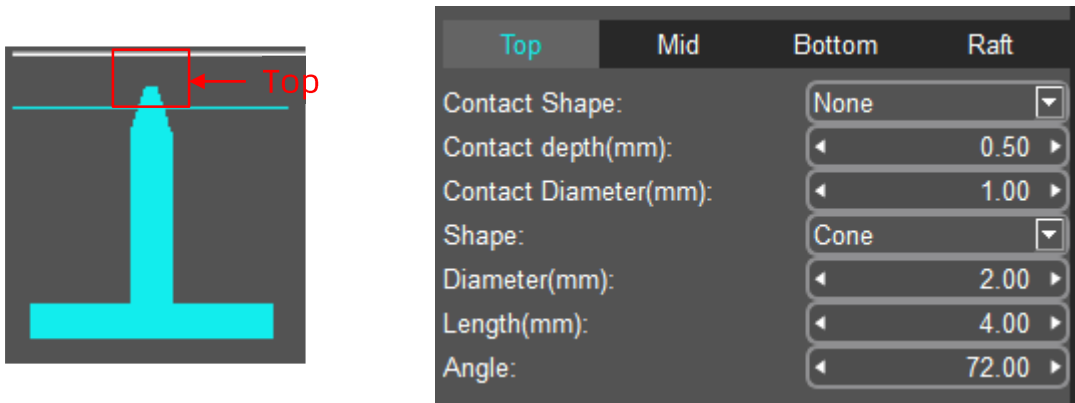 Top
Top Mid Bottom Raft
Contact Shape: None
Contact depth(mm): 0.50
Contact Diameter(mm): 1.00
Shape: Cone
Diameter(mm): 2.00
Length(mm): 4.00
Angle: 72.00